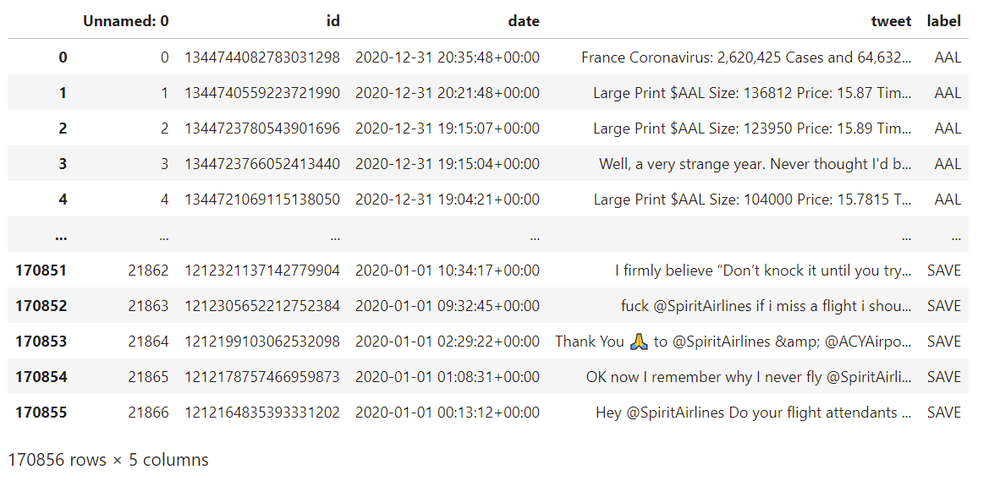 Unnamed: 0 id date tweet label
0 0 1344744082783031298 2020-12-31 20:35:48+00:00 France Coronavirus: 2,620,425 Cases and 64,632... AAL
1 1 1344740559223721990 2020-12-31 20:21:48+00:00 Large Print $AAL Size: 136812 Price: 15.87 Tim... AAL
2 2 1344723780543901696 2020-12-31 19:15:07+00:00 Large Print $AAL Size: 123950 Price: 15.89 Tim... AAL
3 3 1344723766052413440 2020-12-31 19:15:04+00:00 Well, a very strange year. Never thought I'd b... AAL
4 4 1344721069115138050 2020-12-31 19:04:21+00:00 Large Print $AAL Size: 104000 Price: 15.7815 T... AAL
... ... ... ... ... ...
170851 21862 1212321137142779904 2020-01-01 10:34:17+00:00 I firmly believe “Don’t knock it until you try... SAVE
170852 21863 1212305652212752384 2020-01-01 09:32:45+00:00 fuck @SpiritAirlines if i miss a flight i shou... SAVE
170853 21864 1212199103062532098 2020-01-01 02:29:22+00:00 Thank You 🙏 to @SpiritAirlines &amp; @ACYAirpo... SAVE
170854 21865 1212178757466959873 2020-01-01 01:08:31+00:00 OK now I remember why I never fly @SpiritAirli... SAVE
170855 21866 1212164835393331202 2020-01-01 00:13:12+00:00 Hey @SpiritAirlines Do your flight attendants ... SAVE
170856 rows × 5 columns